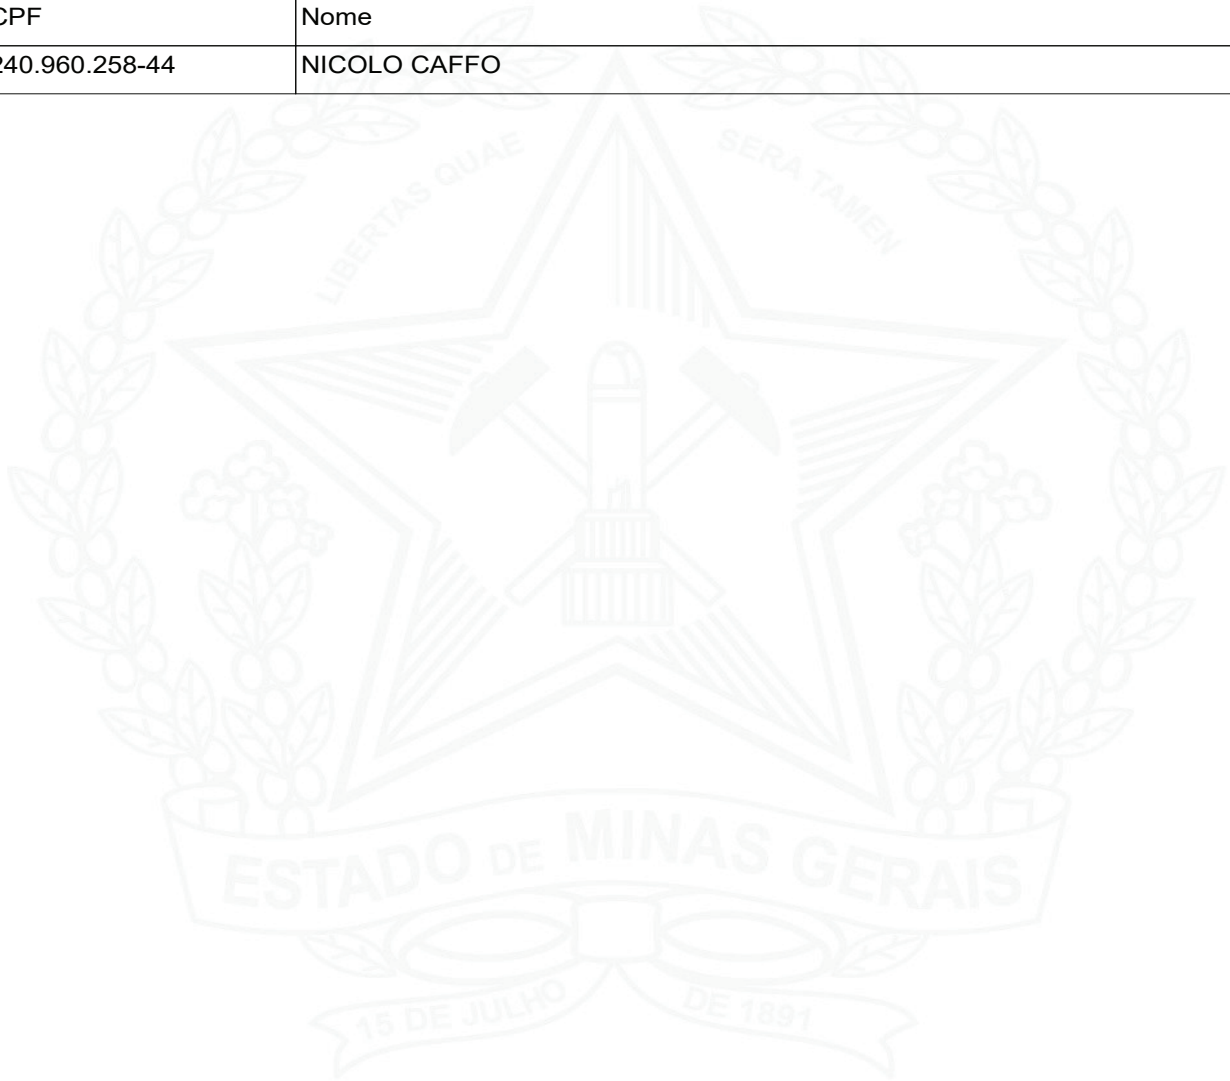 CPF Nome
240.960.258-44 NICOLO CAFFO
LIBERTAS QUAE SERA TAMEN
ESTADO DE MINAS GERAIS
15 DE JULHO DE 1891